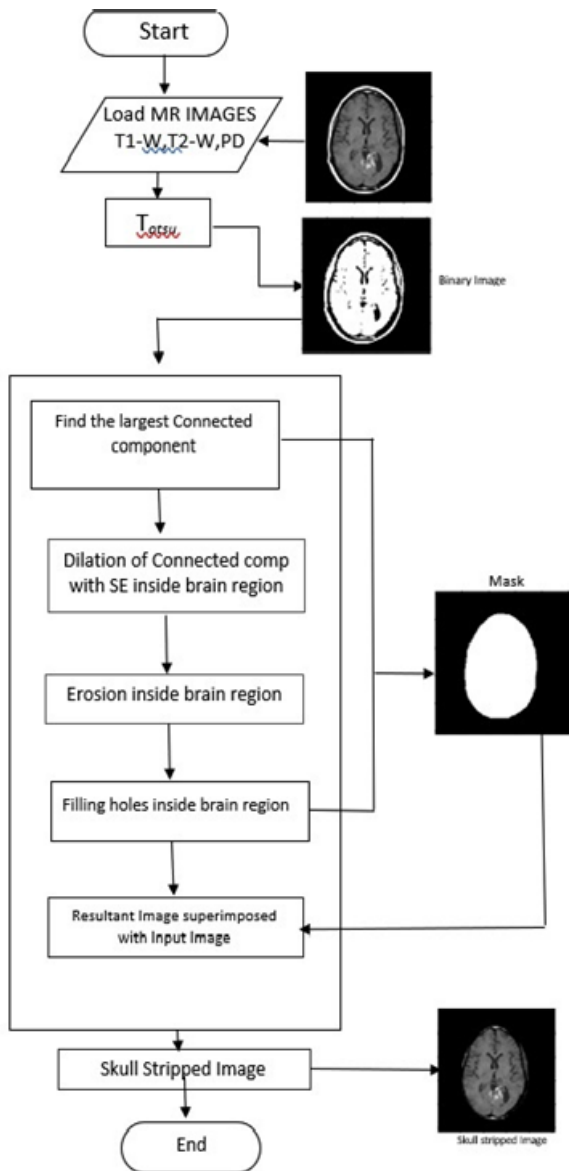 Start
Load MR IMAGES
T1-W,T2-W,PD
Totsu
Binary Image
Find the largest Connected
component
Dilation of Connected comp
with SE inside brain region
Mask
Erosion inside brain region
Filling holes inside brain region
Resultant Image superimposed
with Input Image
Skull Stripped Image
Skull stripped Image
End